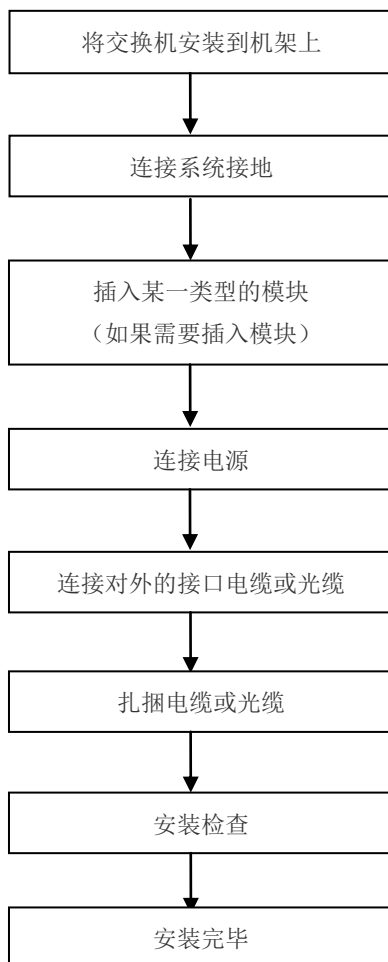 将交换机安装到机架上
连接系统接地
插入某一类型的模块
（如果需要插入模块）
连接电源
连接对外的接口电缆或光缆
扎捆电缆或光缆
安装检查
安装完毕